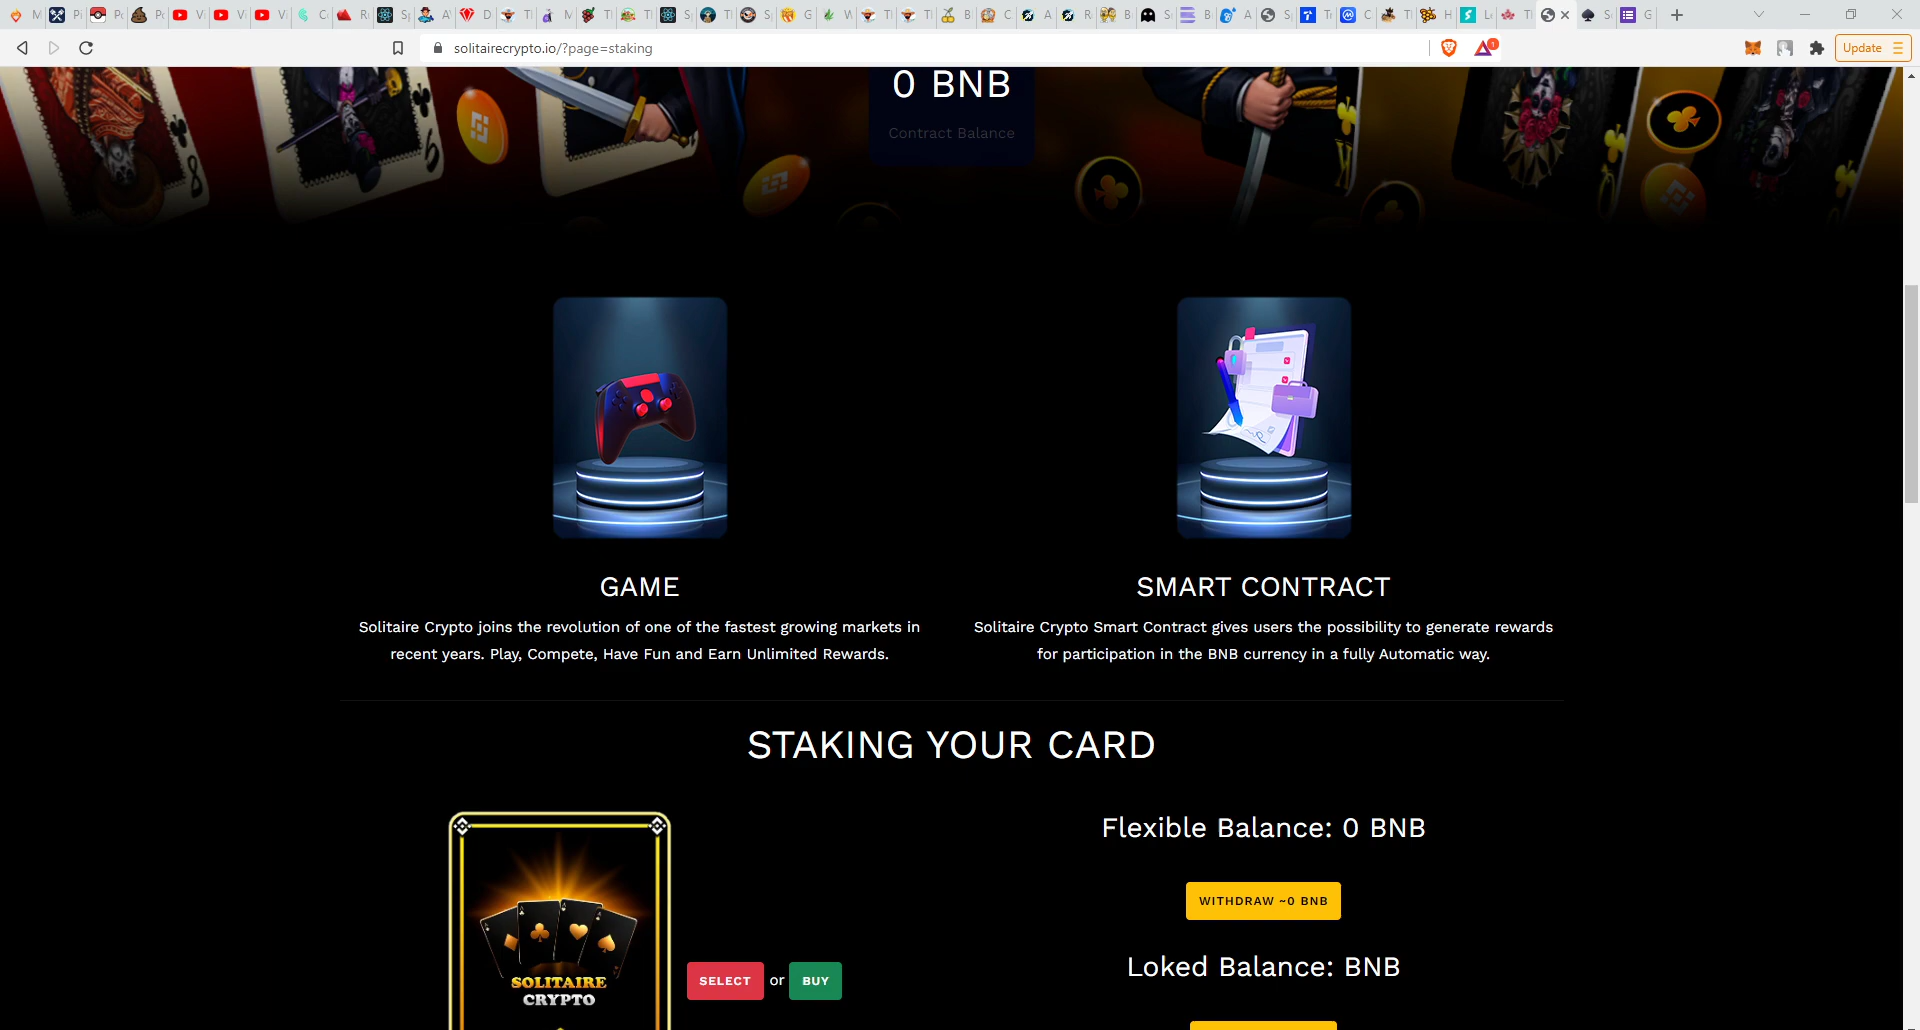 solitairecrypto.io/?page=staking
1
Update
0 BNB
Contract Balance
GAME
Solitaire Crypto joins the revolution of one of the fastest growing markets in
recent years. Play, Compete, Have Fun and Earn Unlimited Rewards.
SMART CONTRACT
Solitaire Crypto Smart Contract gives users the possibility to generate rewards
for participation in the BNB currency in a fully Automatic way.
STAKING YOUR CARD
SOLITAIRE
CRYPTO
SELECT or BUY
Flexible Balance: 0 BNB
WITHDRAW ~0 BNB
Loked Balance: BNB